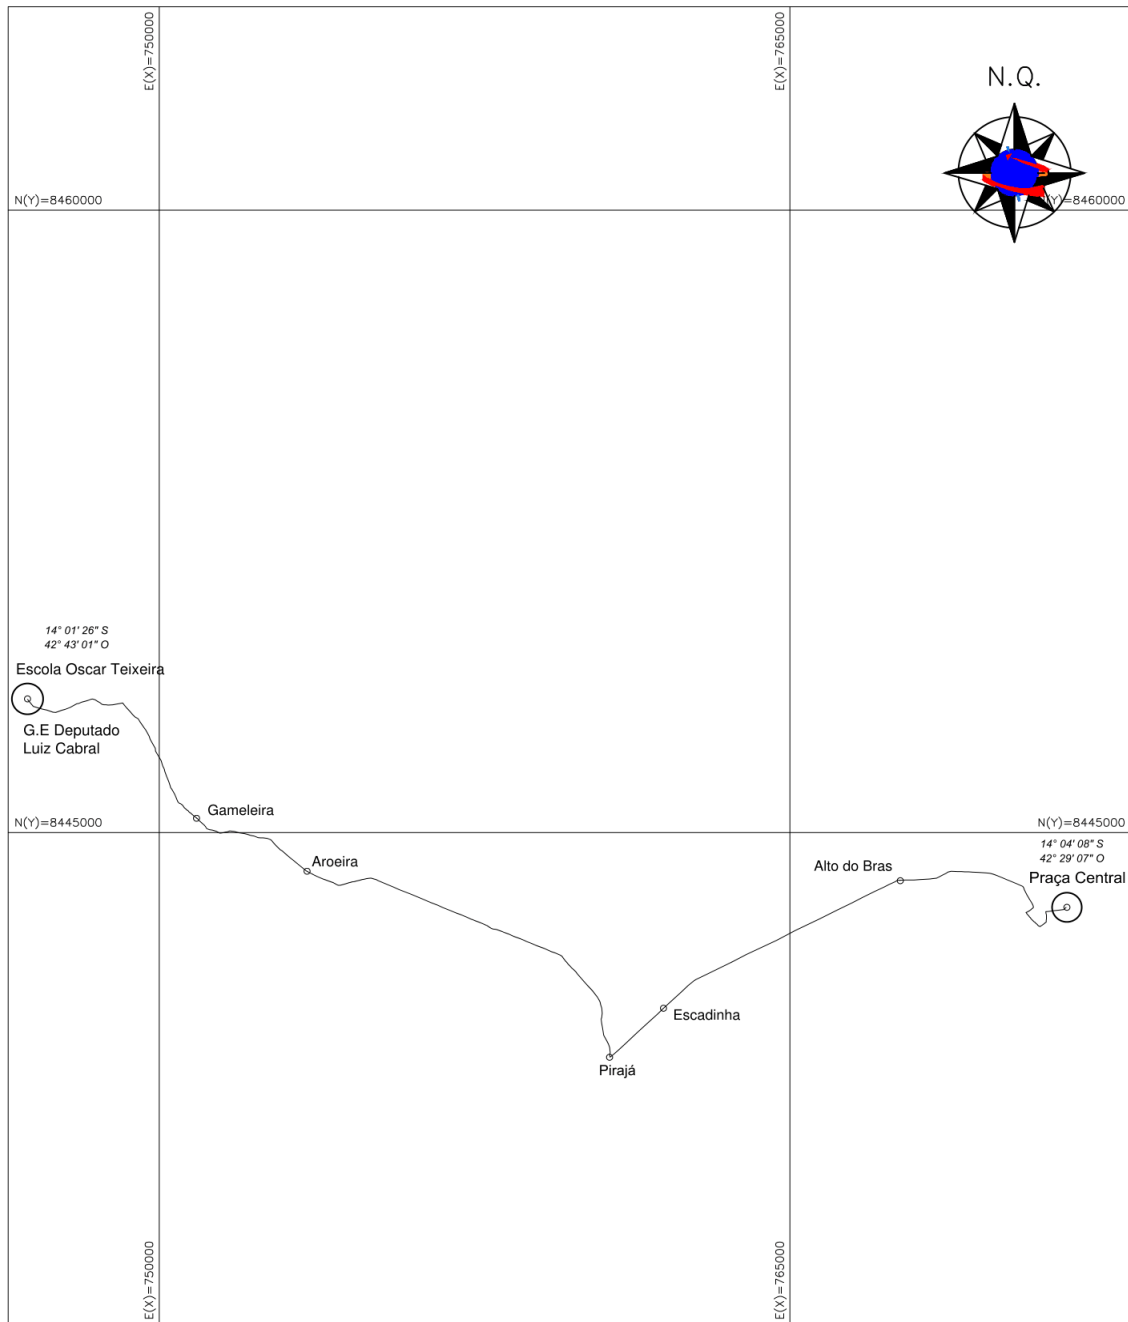 E(X)=750000
E(X)=765000
N.Q.
N(Y)=8460000
(Y)=8460000
14° 01' 26" S
42° 43' 01" O
Escola Oscar Teixeira
G.E Deputado
Luiz Cabral
Gameleira
N(Y)=8445000
N(Y)=8445000
14° 04' 08" S
42° 29' 07" O
Aroeira
Alto do Bras
Praça Central
Escadinha
Pirajá
E(X)=750000
E(X)=765000